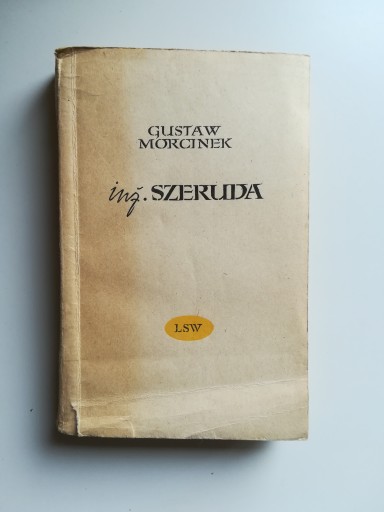 GUSTAW
MORCINEK
inż. SZERUDA
LSW